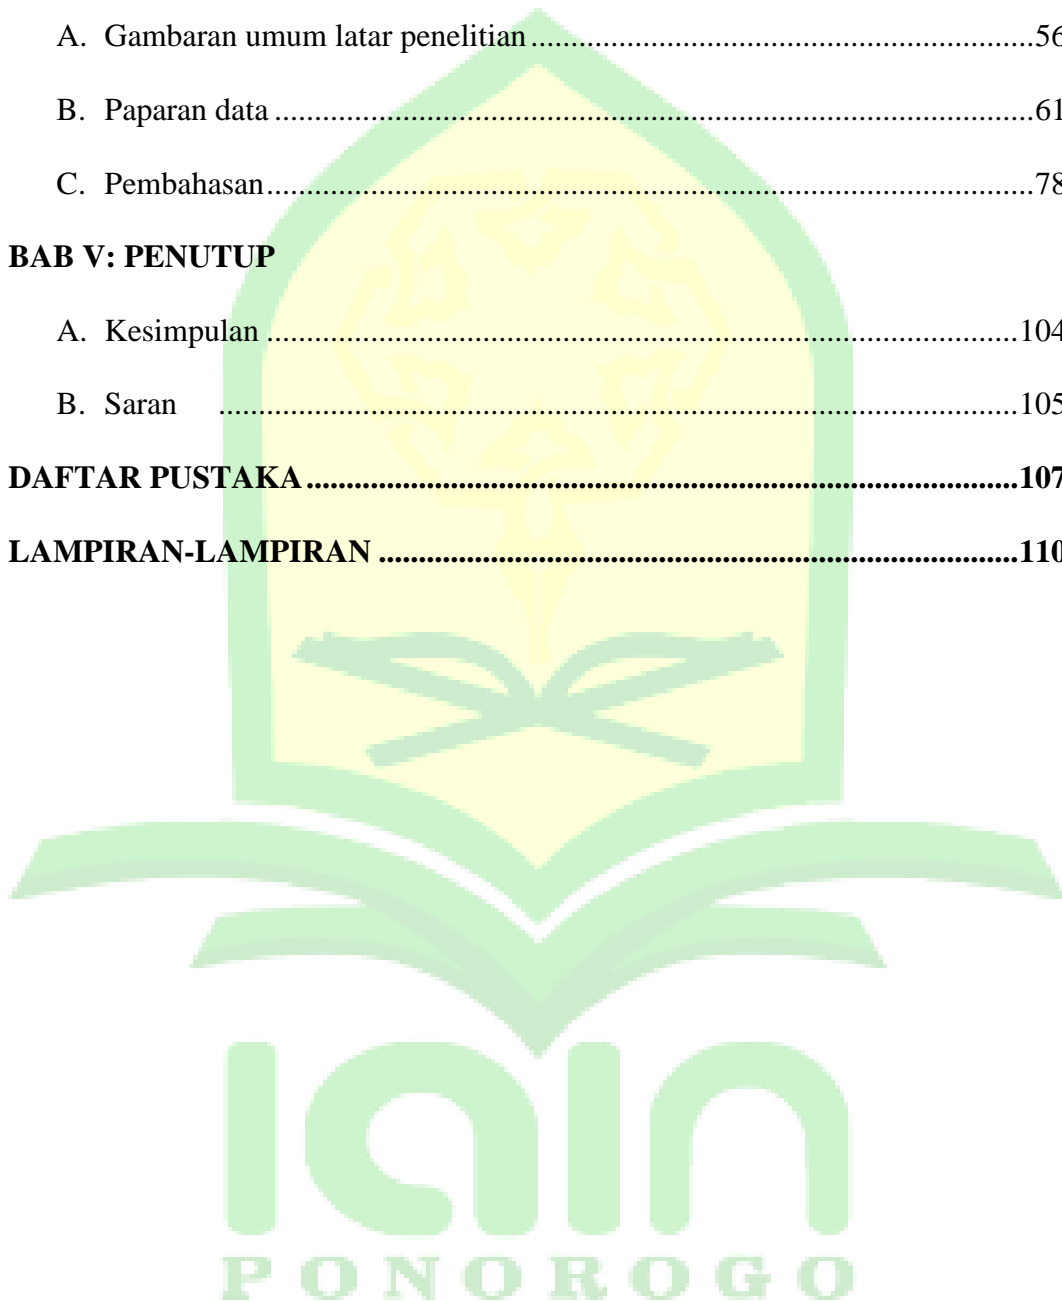 A. Gambaran umum latar penelitian ............................................................... 56
B. Paparan data ............................................................... 61
C. Pembahasan ............................................................... 78
BAB V: PENUTUP
A. Kesimpulan ............................................................... 104
B. Saran ............................................................... 105
DAFTAR PUSTAKA ............................................................... 107
LAMPIRAN-LAMPIRAN ............................................................... 110
iain
PONOROGO